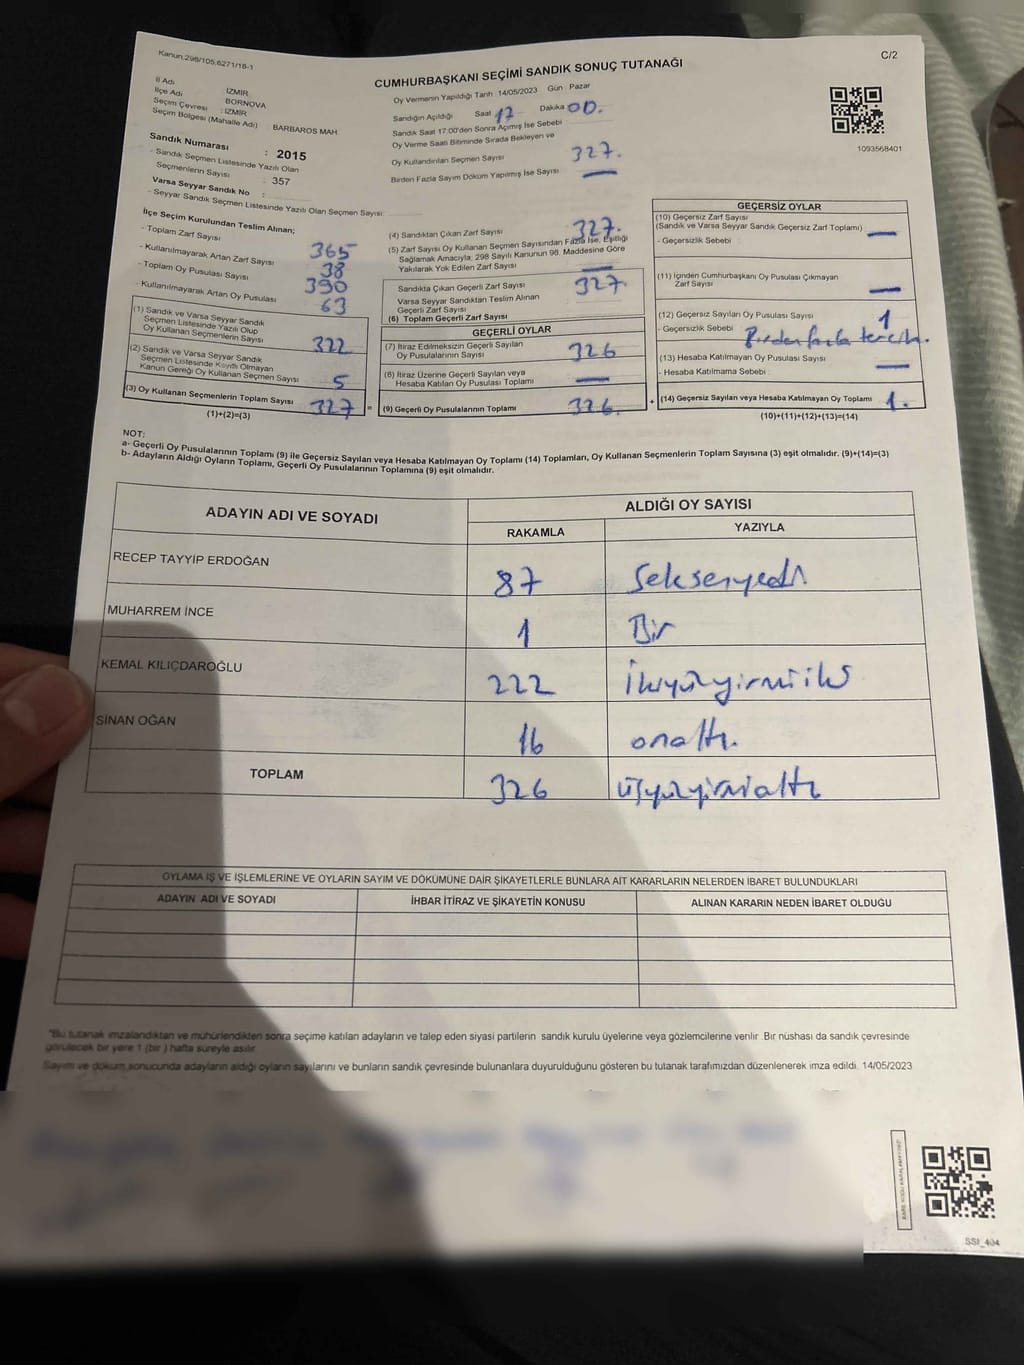 Kanun:298/105,6271/18-1
C/2
CUMHURBAŞKANI SEÇİMİ SANDIK SONUÇ TUTANAĞI
İl Adı : İZMİR
İlçe Adı : BORNOVA
Seçim Çevresi : İZMİR
Seçim Bölgesi (Mahalle Adı) BARBAROS MAH.
Sandık Numarası : 2015
- Sandık Seçmen Listesinde Yazılı Olan
Seçmenlerin Sayısı : 357
Varsa Seyyar Sandık No :
- Seyyar Sandık Seçmen Listesinde Yazılı Olan Seçmen Sayısı:
Oy Vermenin Yapıldığı Tarih :14/05/2023 Gün : Pazar
Sandığın Açıldığı Saat 17 Dakika 00.
Sandık Saat 17:00'den Sonra Açılmış İse Sebebi
Oy Verme Saati Bitiminde Sırada Bekleyen ve
Oy Kullandırılan Seçmen Sayısı 327.
Birden Fazla Sayım Döküm Yapılmış İse Sayısı —
1093568401
İlçe Seçim Kurulundan Teslim Alınan;
- Toplam Zarf Sayısı 365
- Kullanılmayarak Artan Zarf Sayısı 38
- Toplam Oy Pusulası Sayısı 390
- Kullanılmayarak Artan Oy Pusulası 63
(1) Sandık ve Varsa Seyyar Sandık
Seçmen Listesinde Yazılı Olup
Oy Kullanan Seçmenlerin Sayısı 322
(2) Sandık ve Varsa Seyyar Sandık
Seçmen Listesinde Kayıtlı Olmayan
Kanun Gereği Oy Kullanan Seçmen Sayısı 5
(3) Oy Kullanan Seçmenlerin Toplam Sayısı 327 =
(1)+(2)=(3)
(4) Sandıktan Çıkan Zarf Sayısı 327.
(5) Zarf Sayısı Oy Kullanan Seçmen Sayısından Fazla İse, Eşitliği
Sağlamak Amacıyla; 298 Sayılı Kanunun 98. Maddesine Göre
Yakılarak Yok Edilen Zarf Sayısı —
Sandıkta Çıkan Geçerli Zarf Sayısı 327.
Varsa Seyyar Sandıktan Teslim Alınan
Geçerli Zarf Sayısı
(6) Toplam Geçerli Zarf Sayısı
GEÇERLİ OYLAR
(7) İtiraz Edilmeksizin Geçerli Sayılan
Oy Pusulalarının Sayısı 326
(8) İtiraz Üzerine Geçerli Sayılan veya
Hesaba Katılan Oy Pusulası Toplamı —
(9) Geçerli Oy Pusulalarının Toplamı 326. +
GEÇERSİZ OYLAR
(10) Geçersiz Zarf Sayısı
(Sandık ve Varsa Seyyar Sandık Geçersiz Zarf Toplamı) —
- Geçersizlik Sebebi :
(11) İçinden Cumhurbaşkanı Oy Pusulası Çıkmayan
Zarf Sayısı —
(12) Geçersiz Sayılan Oy Pusulası Sayısı 1
- Geçersizlik Sebebi : Birden fazla tercih.
(13) Hesaba Katılmayan Oy Pusulası Sayısı —
- Hesaba Katılmama Sebebi :
(14) Geçersiz Sayılan veya Hesaba Katılmayan Oy Toplamı 1.
(10)+(11)+(12)+(13)=(14)
NOT:
a- Geçerli Oy Pusulalarının Toplamı (9) ile Geçersiz Sayılan veya Hesaba Katılmayan Oy Toplamı (14) Toplamları, Oy Kullanan Seçmenlerin Toplam Sayısına (3) eşit olmalıdır. (9)+(14)=(3)
b- Adayların Aldığı Oyların Toplamı, Geçerli Oy Pusulalarının Toplamına (9) eşit olmalıdır.
ADAYIN ADI VE SOYADI
ALDIĞI OY SAYISI
RAKAMLA YAZIYLA
RECEP TAYYİP ERDOĞAN 87 Seksenyedi
MUHARREM İNCE 1 Bir
KEMAL KILIÇDAROĞLU 222 ikiyüzyirmiiki
SİNAN OĞAN 16 onaltı.
TOPLAM 326 üçyüzyirmialtı
OYLAMA İŞ VE İŞLEMLERİNE VE OYLARIN SAYIM VE DÖKÜMÜNE DAİR ŞİKAYETLERLE BUNLARA AİT KARARLARIN NELERDEN İBARET BULUNDUKLARI
ADAYIN ADI VE SOYADI İHBAR İTİRAZ VE ŞİKAYETİN KONUSU ALINAN KARARIN NEDEN İBARET OLDUĞU
*Bu tutanak imzalandıktan ve mühürlendikten sonra seçime katılan adayların ve talep eden siyasi partilerin sandık kurulu üyelerine veya gözlemcilerine verilir. Bir nüshası da sandık çevresinde
görülecek bir yere 1 (bir ) hafta süreyle asılır.
Sayım ve döküm sonucunda adayların aldığı oyların sayılarını ve bunların sandık çevresinde bulunanlara duyurulduğunu gösteren bu tutanak tarafımızdan düzenlenerek imza edildi. 14/05/2023
SSI_404